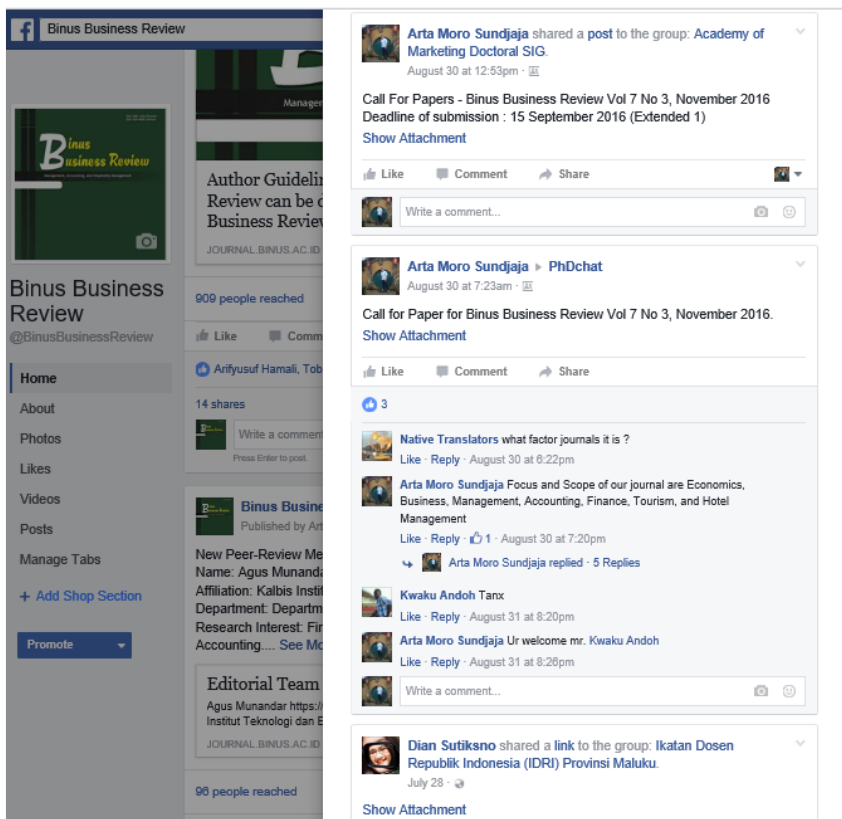 Binus Business Review
Manager
Binus
Business Review
Management, Accounting, and Hospitality Management
Author Guidelin
Review can be d
Business Review
JOURNAL.BINUS.AC.ID
909 people reached
Like Comm
Arifyusuf Hamali, Tob
14 shares
Write a comment
Press Enter to post.
Binus Business
Review
@BinusBusinessReview
Home
About
Photos
Likes
Videos
Posts
Manage Tabs
+ Add Shop Section
Promote
Binus Busine
Published by Art
New Peer-Review Me
Name: Agus Munanda
Affiliation: Kalbis Instit
Department: Departm
Research Interest: Fir
Accounting.... See Mo
Editorial Team
Agus Munandar https:/
Institut Teknologi dan E
JOURNAL.BINUS.AC.ID
96 people reached
Arta Moro Sundjaja shared a post to the group: Academy of
Marketing Doctoral SIG.
August 30 at 12:53pm ·
Call For Papers - Binus Business Review Vol 7 No 3, November 2016
Deadline of submission : 15 September 2016 (Extended 1)
Show Attachment
Like Comment Share
Write a comment...
Arta Moro Sundjaja ▸ PhDchat
August 30 at 7:23am ·
Call for Paper for Binus Business Review Vol 7 No 3, November 2016.
Show Attachment
Like Comment Share
3
Native Translators what factor journals it is ?
Like · Reply · August 30 at 6:22pm
Arta Moro Sundjaja Focus and Scope of our journal are Economics,
Business, Management, Accounting, Finance, Tourism, and Hotel
Management
Like · Reply · 1 · August 30 at 7:20pm
Arta Moro Sundjaja replied · 5 Replies
Kwaku Andoh Tanx
Like · Reply · August 31 at 8:20pm
Arta Moro Sundjaja Ur welcome mr. Kwaku Andoh
Like · Reply · August 31 at 8:26pm
Write a comment...
Dian Sutiksno shared a link to the group: Ikatan Dosen
Republik Indonesia (IDRI) Provinsi Maluku.
July 28 ·
Show Attachment